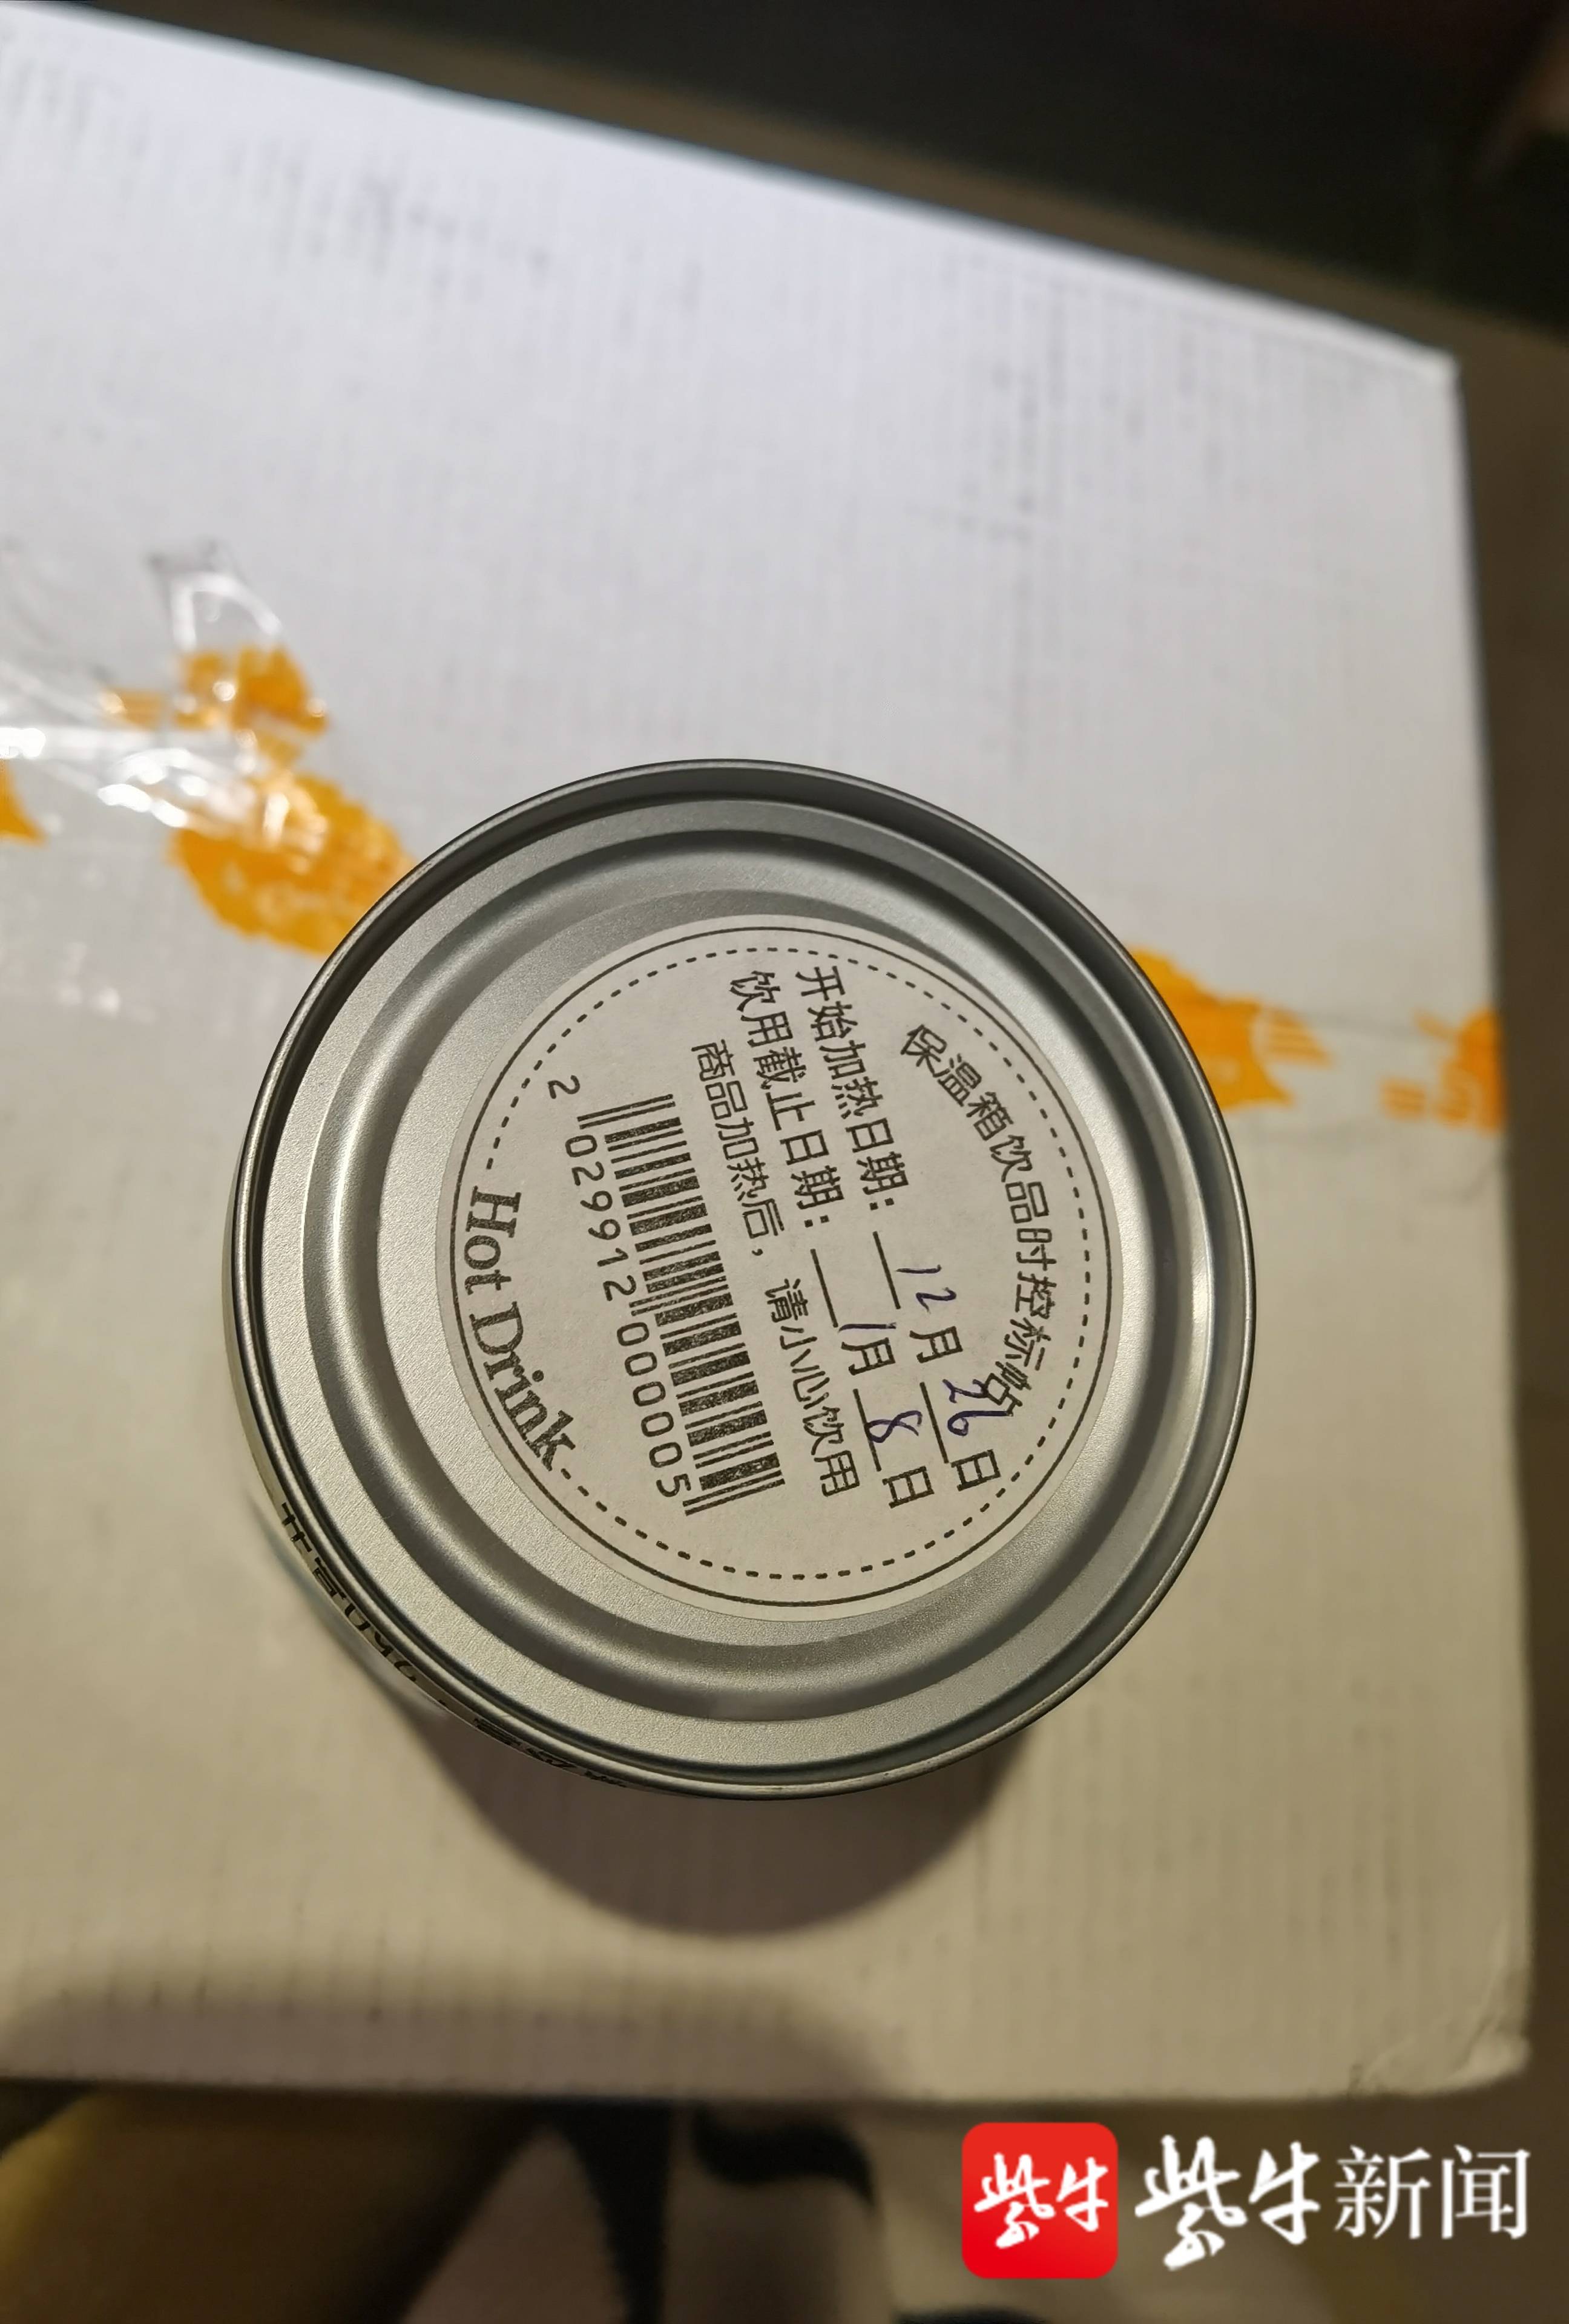 保温箱饮品时控标贴
开始加热日期：12月26日
饮用截止日期：1月8日
商品加热后，请小心饮用
2 029912 000005
Hot Drink
紫牛 紫牛新闻